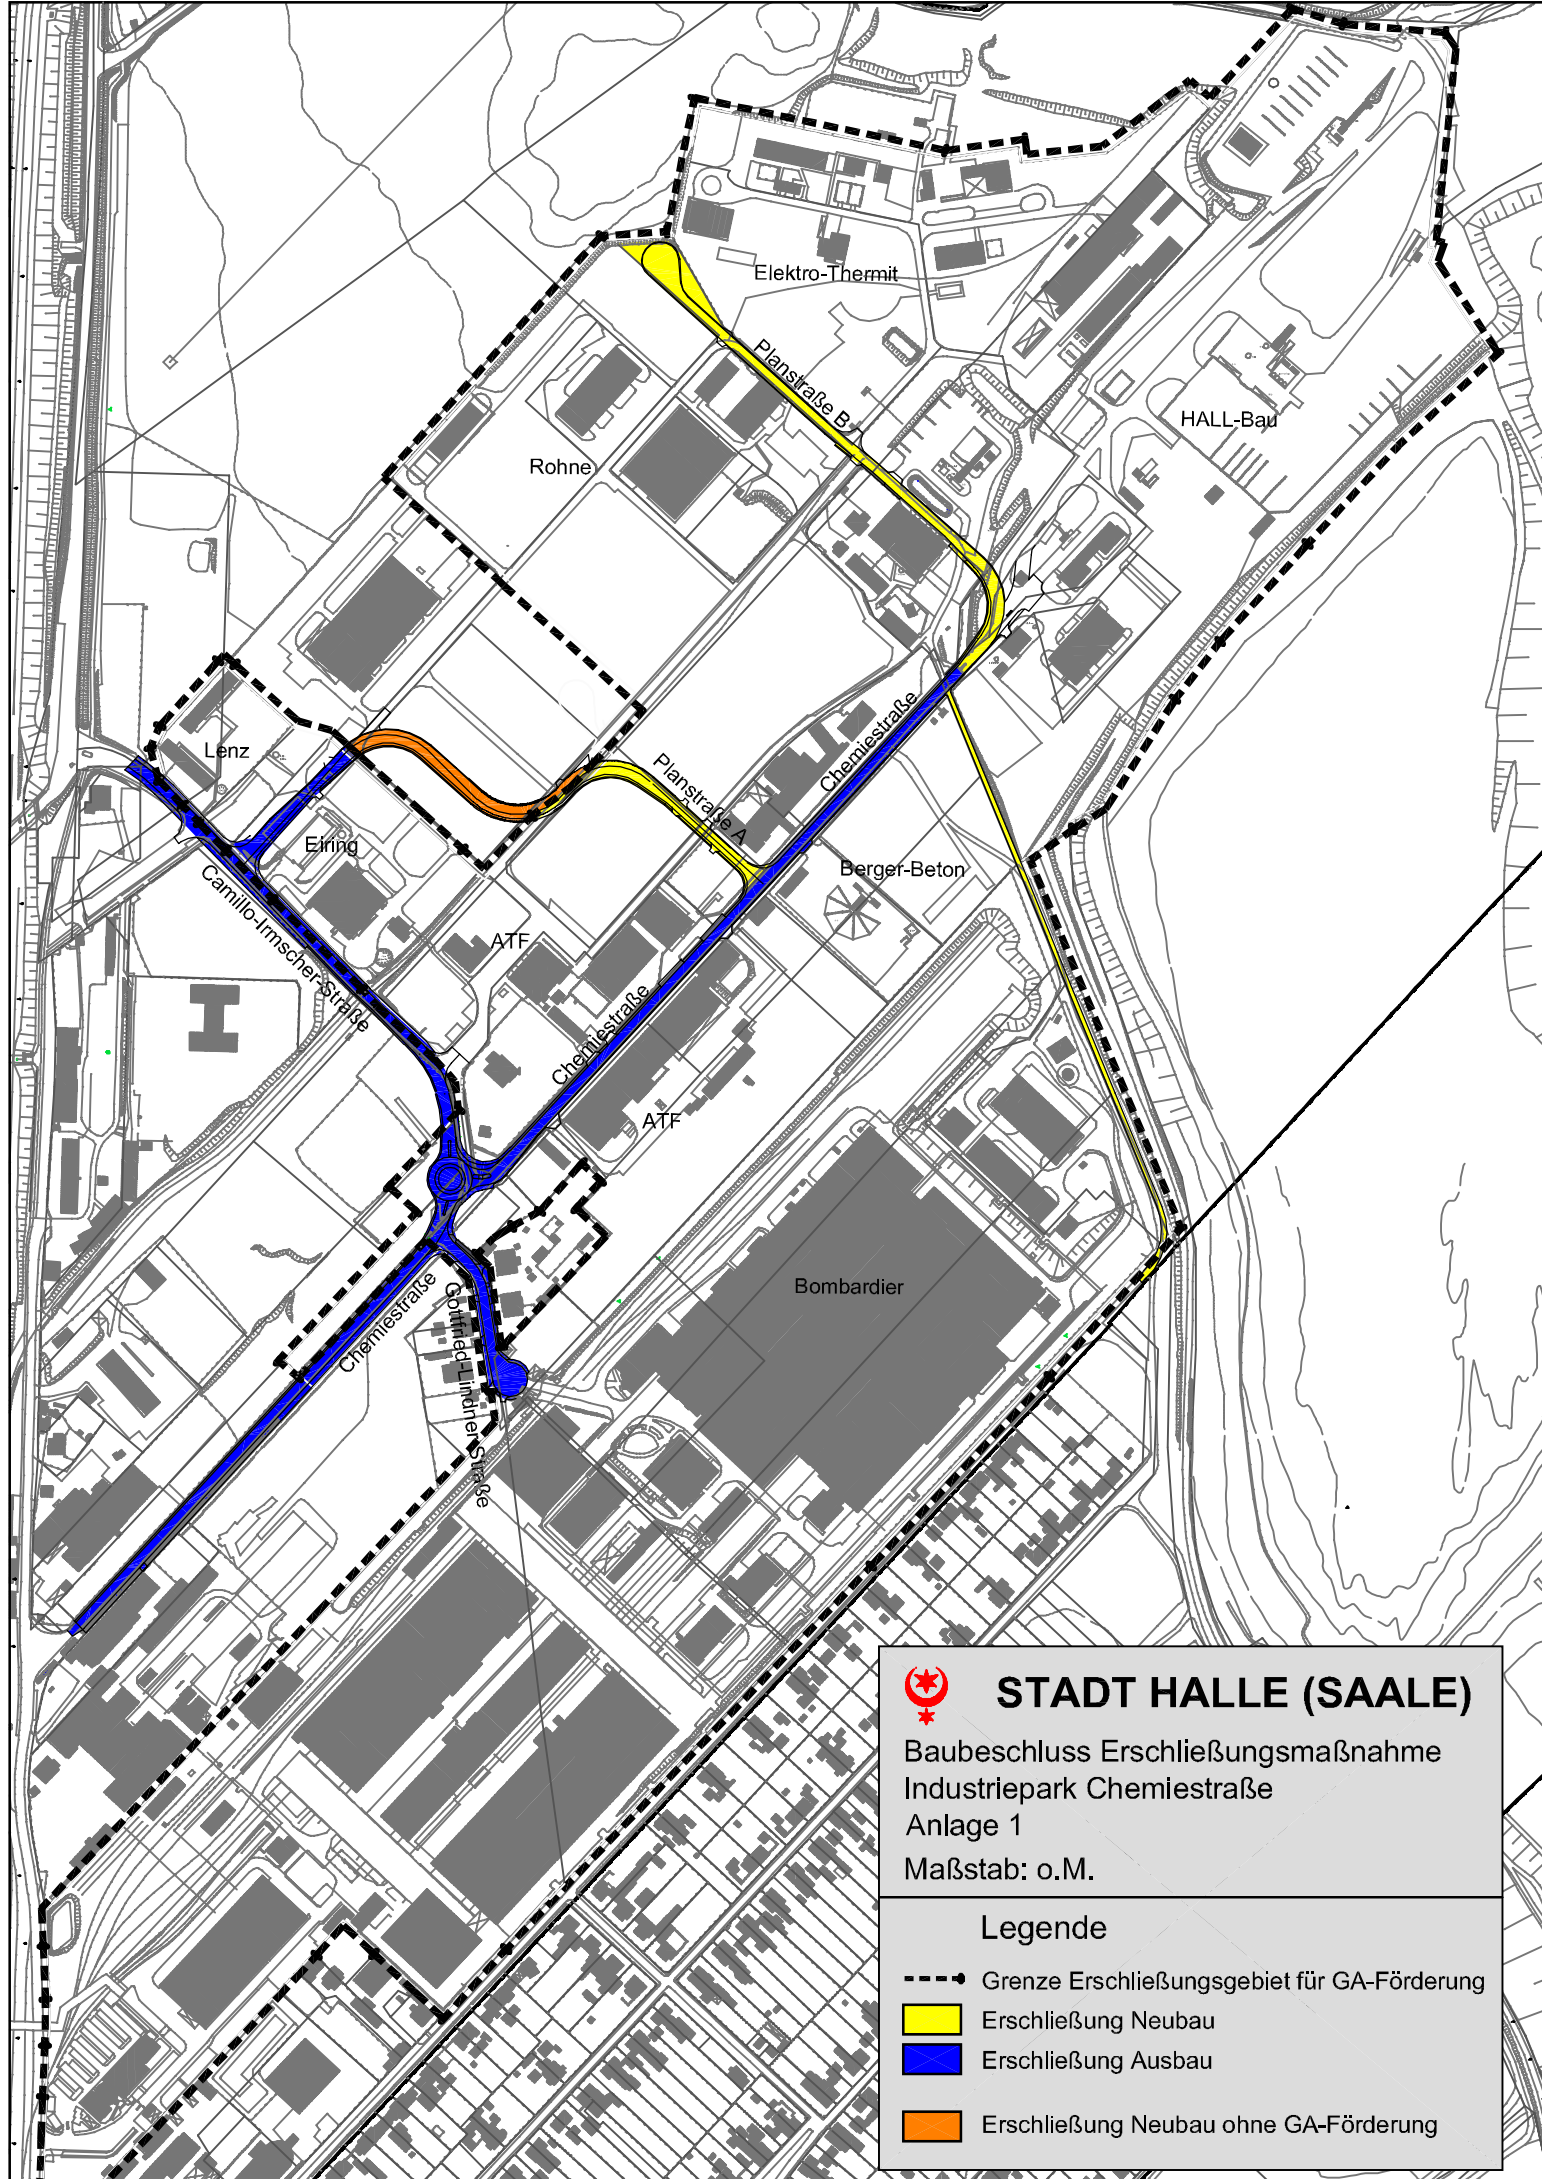 Elektro-Thermit
Planstraße B
HALL-Bau
Rohne
Chemiestraße
Lenz
Planstraße A
Elring
Berger-Beton
Camillo-Irmscher-Straße
ATF
Chemiestraße
ATF
Bombardier
Chemiestraße
Gottfried-Lindner-Straße
STADT HALLE (SAALE)
Baubeschluss Erschließungsmaßnahme
Industriepark Chemiestraße
Anlage 1
Maßstab: o.M.
Legende
Grenze Erschließungsgebiet für GA-Förderung
Erschließung Neubau
Erschließung Ausbau
Erschließung Neubau ohne GA-Förderung